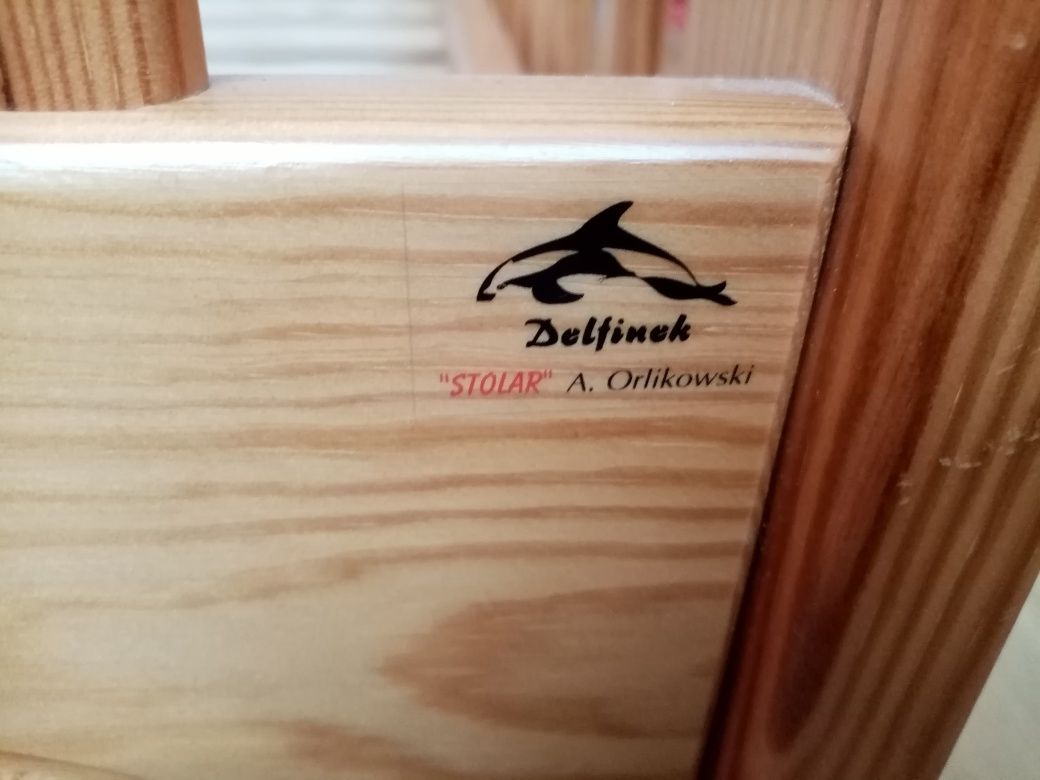 Delfinek
"STOLAR" A. Orlikowski